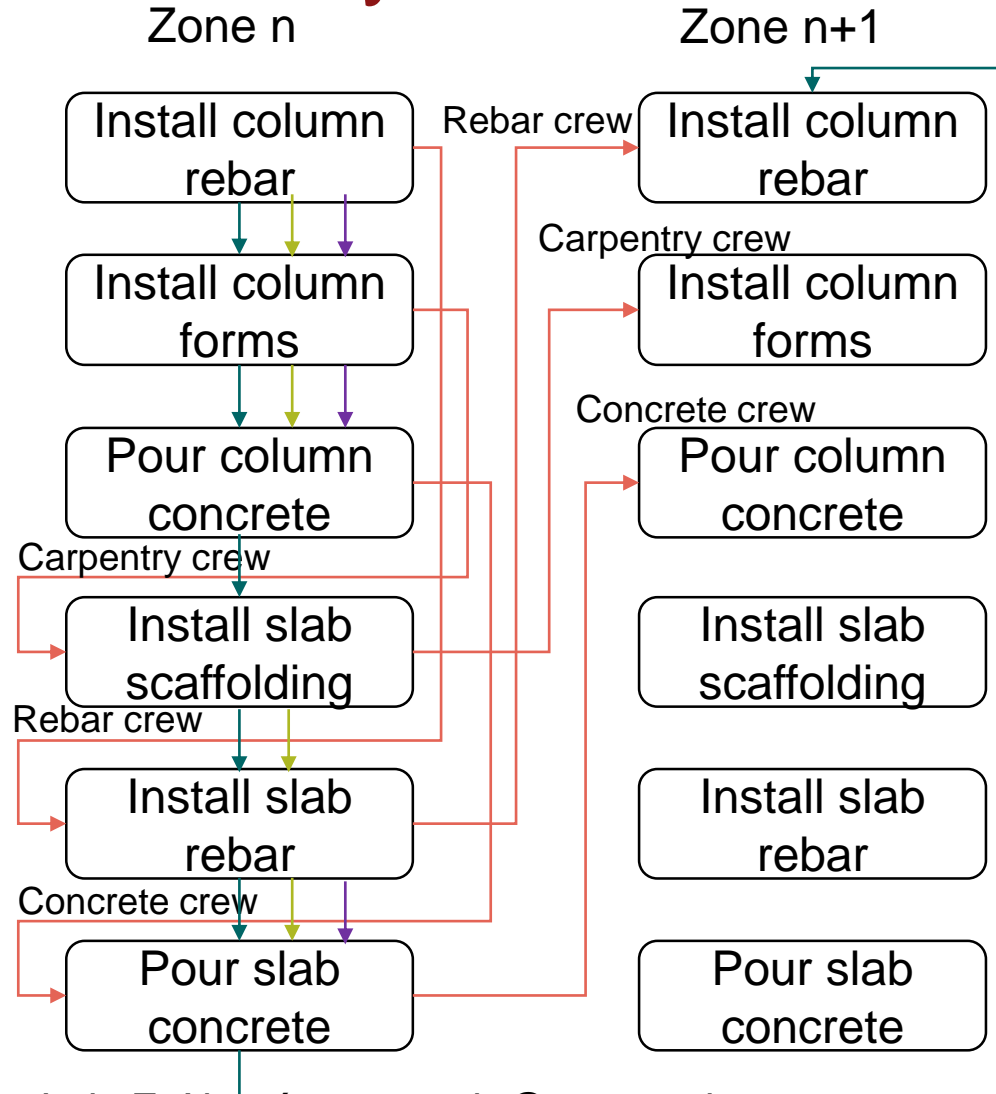 Zone n
Zone n+1
Install column
rebar
Rebar crew
Install column
rebar
Install column
forms
Carpentry crew
Install column
forms
Pour column
concrete
Concrete crew
Pour column
concrete
Carpentry crew
Install slab
scaffolding
Install slab
scaffolding
Rebar crew
Install slab
rebar
Install slab
rebar
Concrete crew
Pour slab
concrete
Pour slab
concrete